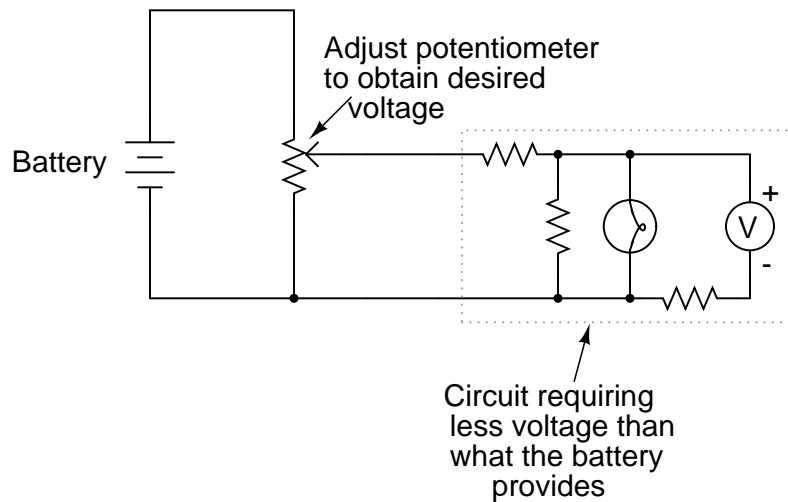 Adjust potentiometer
to obtain desired
voltage
Battery
+
V
-
Circuit requiring
less voltage than
what the battery
provides